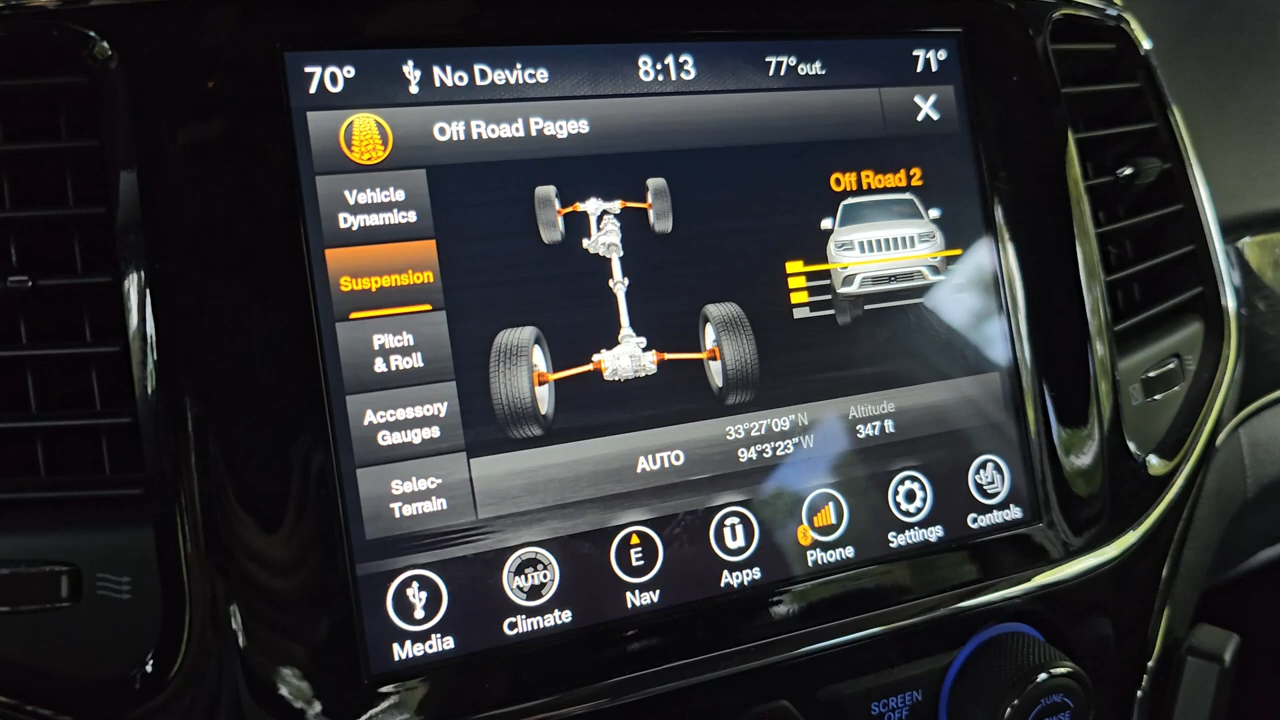 70°
No Device
8:13
77°out.
71°
Off Road Pages
X
Vehicle
Dynamics
Suspension
Pitch
& Roll
Accessory
Gauges
Selec-
Terrain
Off Road 2
AUTO
33°27'09" N
94°3'23" W
Altitude
347 ft
Media
AUTO
Climate
E
Nav
ū
Apps
Phone
Settings
Controls
SCREEN
OFF
TUNE